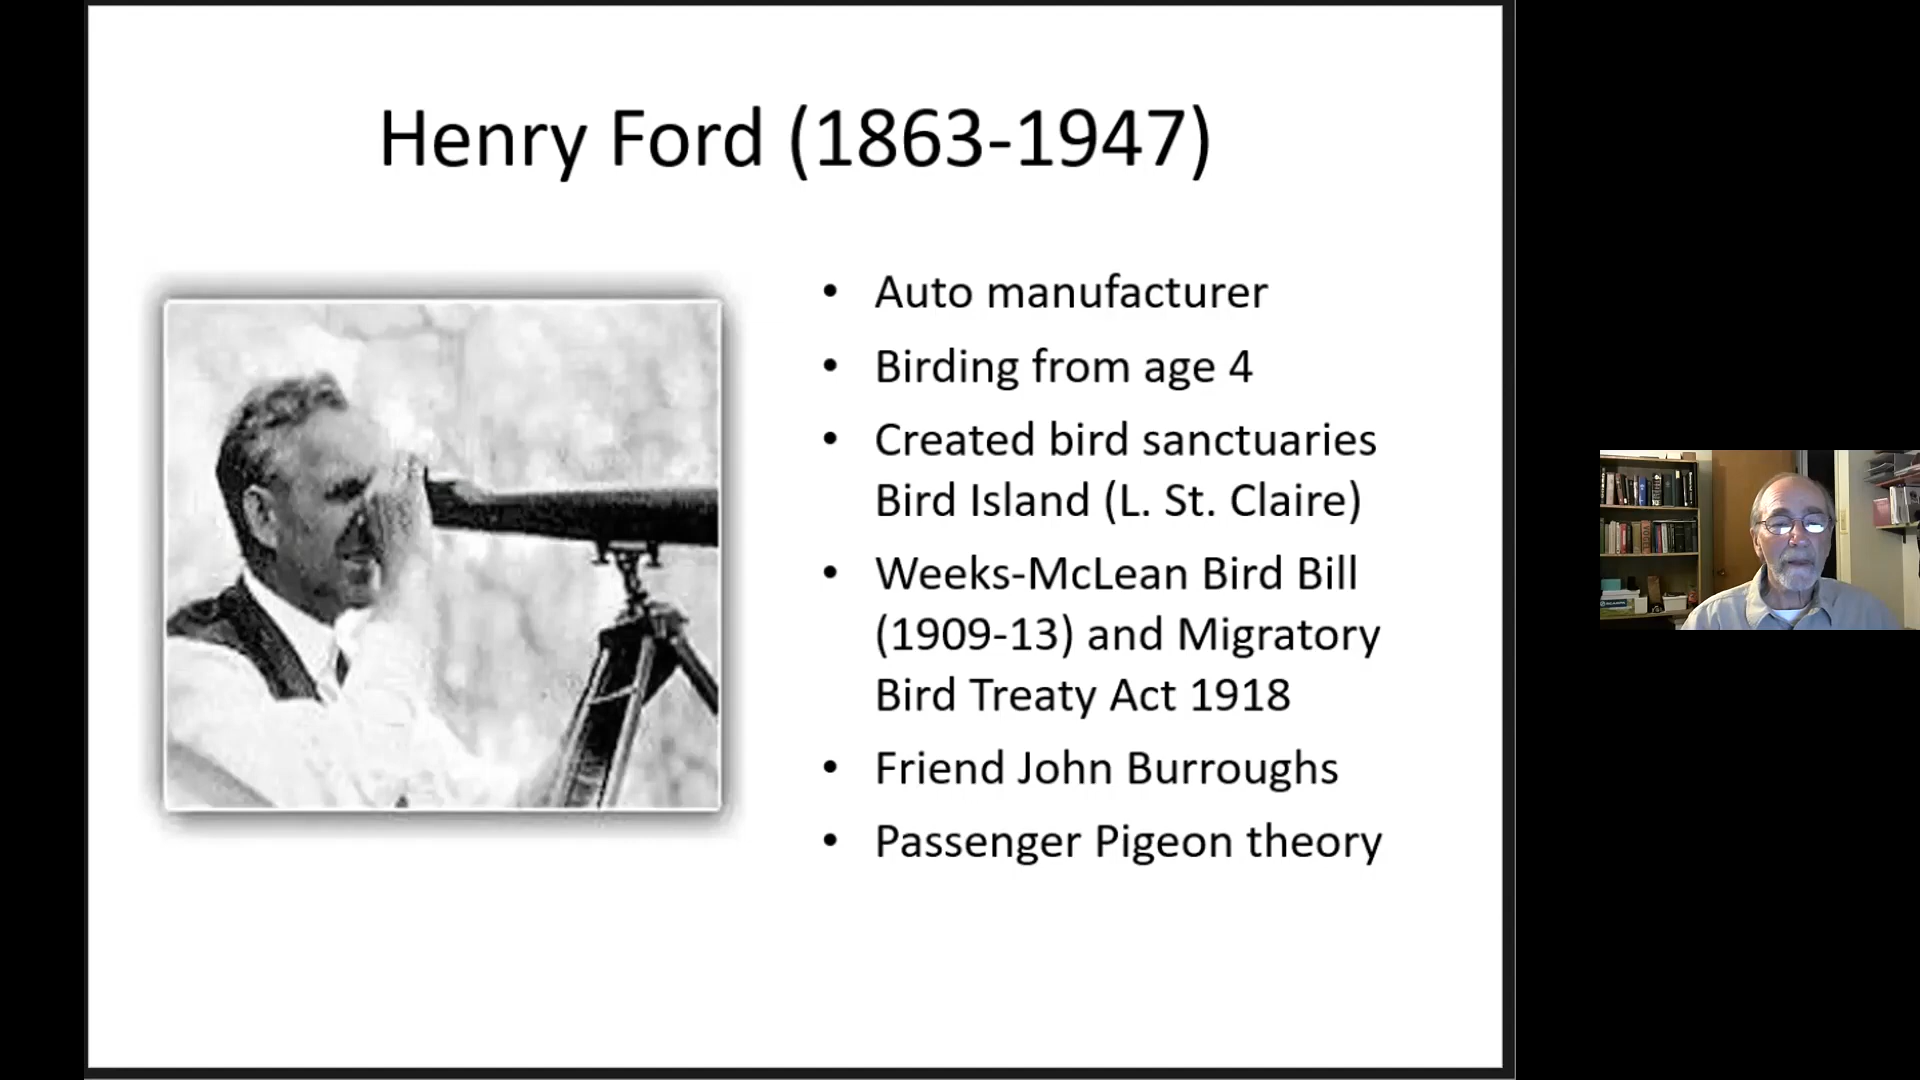 Henry Ford (1863-1947)
• Auto manufacturer
• Birding from age 4
• Created bird sanctuaries
Bird Island (L. St. Claire)
• Weeks-McLean Bird Bill
(1909-13) and Migratory
Bird Treaty Act 1918
• Friend John Burroughs
• Passenger Pigeon theory